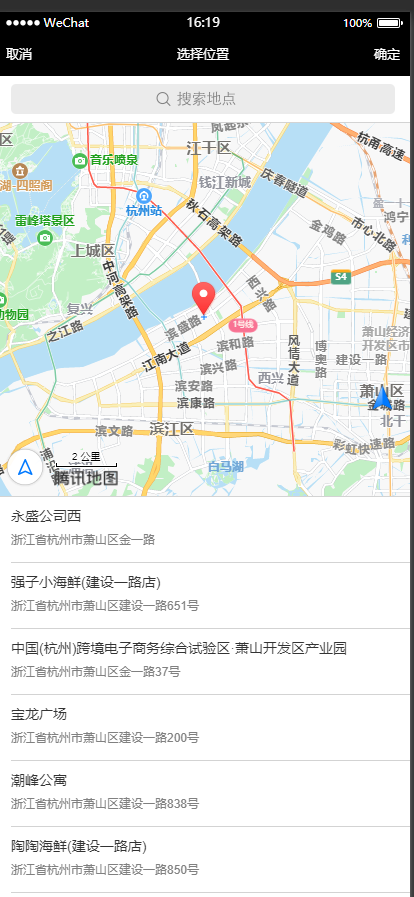 WeChat 16:19 100%
取消 选择位置 确定
搜索地点
区
凤起东
江干区
杭甬高速
音乐喷泉
湖·四照阁
钱江新城
庆春隧道
杭州站
秋石高架路
雷峰塔景区
上城区
中河高架路
金鸡路
市心北路
盈
十
鸿宁
动物园
复兴
之江路
S4
西兴路
滨盛路
1号线
江南大道
滨和路
风情大道
博奥路
建设一路
萧山经济
开发区市
滨兴路
滨安路
西兴
滨康路
萧山区
金城路
北干
滨文路
滨江区
彩虹快速路
浦沿路
白马湖
2 公里
腾讯地图
永盛公司西
浙江省杭州市萧山区金一路
强子小海鲜(建设一路店)
浙江省杭州市萧山区建设一路651号
中国(杭州)跨境电子商务综合试验区·萧山开发区产业园
浙江省杭州市萧山区金一路37号
宝龙广场
浙江省杭州市萧山区建设一路200号
潮峰公寓
浙江省杭州市萧山区建设一路838号
陶陶海鲜(建设一路店)
浙江省杭州市萧山区建设一路850号